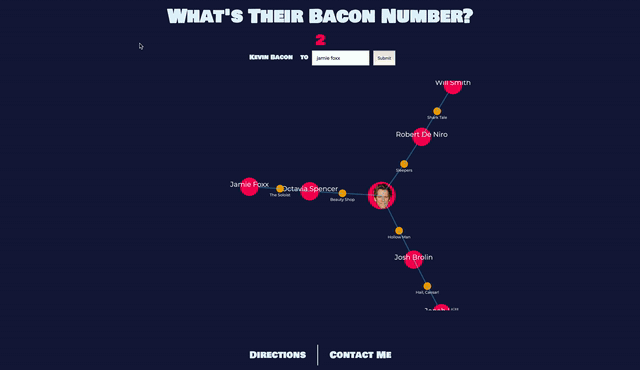 What's Their Bacon Number?
2
Kevin Bacon to jamie foxx Submit
Will Smith
Shark Tale
Robert De Niro
Sleepers
Jamie Foxx
The Soloist
Octavia Spencer
Beauty Shop
Hollow Man
Josh Brolin
Hail, Caesar!
Directions
Contact Me